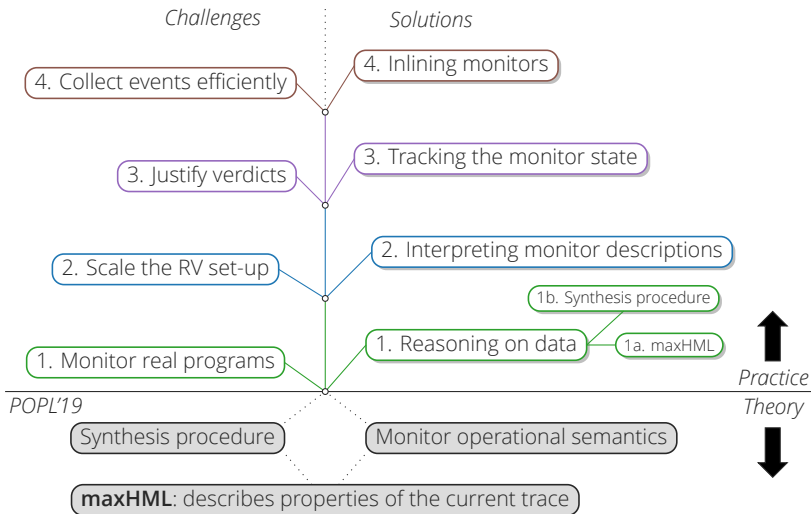 Challenges
Solutions
4. Collect events efficiently
4. Inlining monitors
3. Justify verdicts
3. Tracking the monitor state
2. Scale the RV set-up
2. Interpreting monitor descriptions
1b. Synthesis procedure
1. Monitor real programs
1. Reasoning on data
1a. maxHML
Practice
POPL'19
Theory
Synthesis procedure
Monitor operational semantics
maxHML: describes properties of the current trace